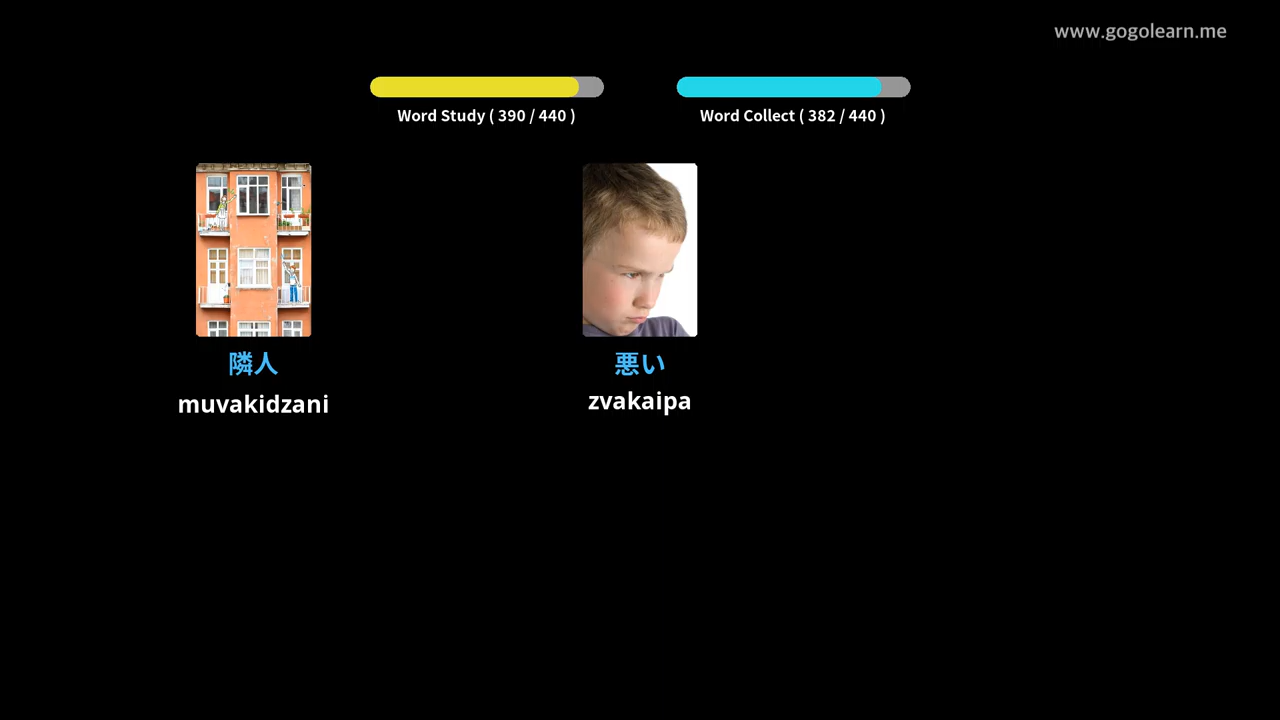 www.gogolearn.me
Word Study ( 390 / 440 )
Word Collect ( 382 / 440 )
隣人
muvakidzani
悪い
zvakaipa